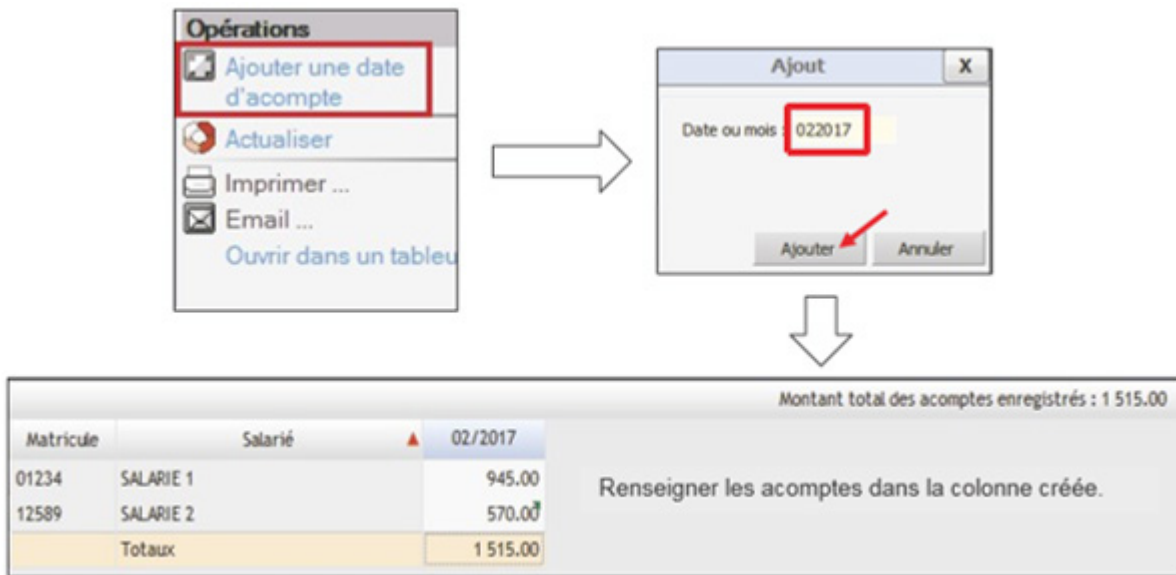 Opérations
Ajouter une date
d'acompte
Actualiser
Imprimer ...
Email ...
Ouvrir dans un tableu
Ajout X
Date ou mois : 022017
Ajouter Annuler
Montant total des acomptes enregistrés : 1 515.00
Matricule Salarié 02/2017
01234 SALARIE 1 945.00
Renseigner les acomptes dans la colonne créée.
12589 SALARIE 2 570.00
Totaux 1 515.00